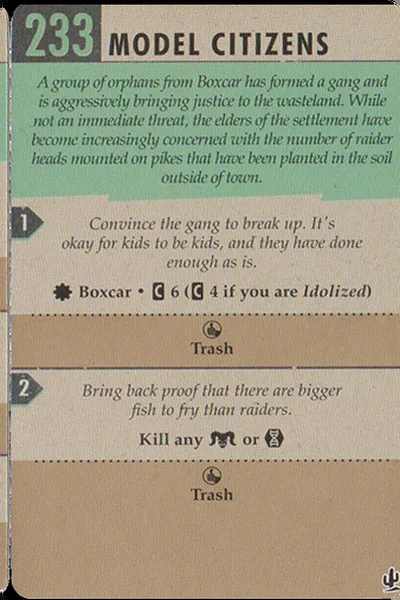 233 MODEL CITIZENS
A group of orphans from Boxcar has formed a gang and
is aggressively bringing justice to the wasteland. While
not an immediate threat, the elders of the settlement have
become increasingly concerned with the number of raider
heads mounted on pikes that have been planted in the soil
outside of town.
1
Convince the gang to break up. It's
okay for kids to be kids, and they have done
enough as is.
Boxcar • C 6 (C 4 if you are Idolized)
Trash
2
Bring back proof that there are bigger
fish to fry than raiders.
Kill any or
Trash